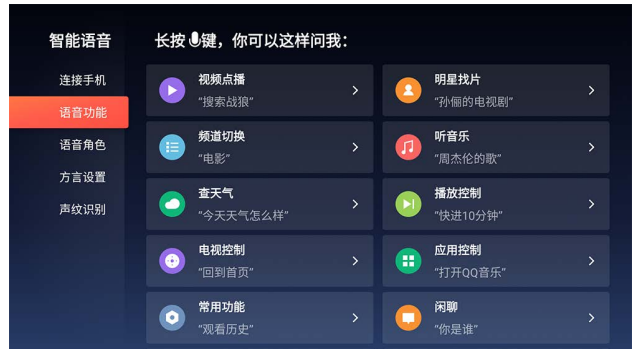 智能语音
长按键，你可以这样问我：
连接手机
语音功能
语音角色
方言设置
声纹识别
视频点播
“搜索战狼”
明星找片
“孙俪的电视剧”
频道切换
“电影”
听音乐
“周杰伦的歌”
查天气
“今天天气怎么样”
播放控制
“快进10分钟”
电视控制
“回到首页”
应用控制
“打开QQ音乐”
常用功能
“观看历史”
闲聊
“你是谁”